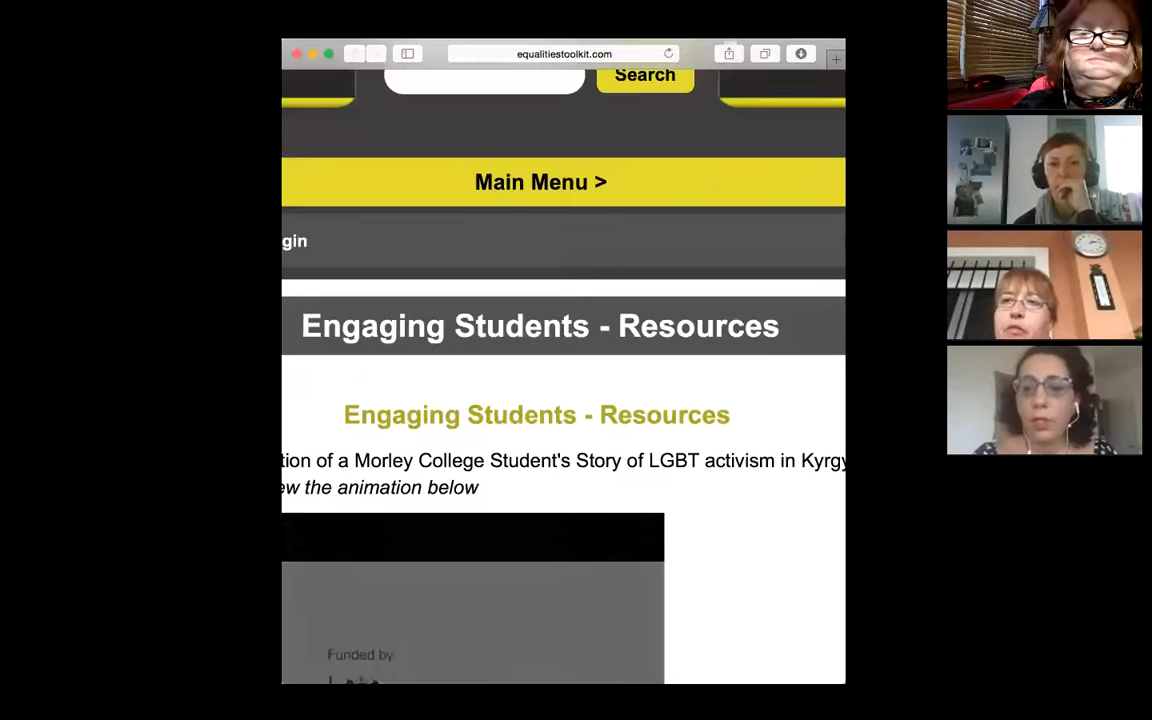 equalitiestoolkit.com
Search
Main Menu >
gin
Engaging Students - Resources
Engaging Students - Resources
tion of a Morley College Student's Story of LGBT activism in Kyrgy
ew the animation below
Funded by